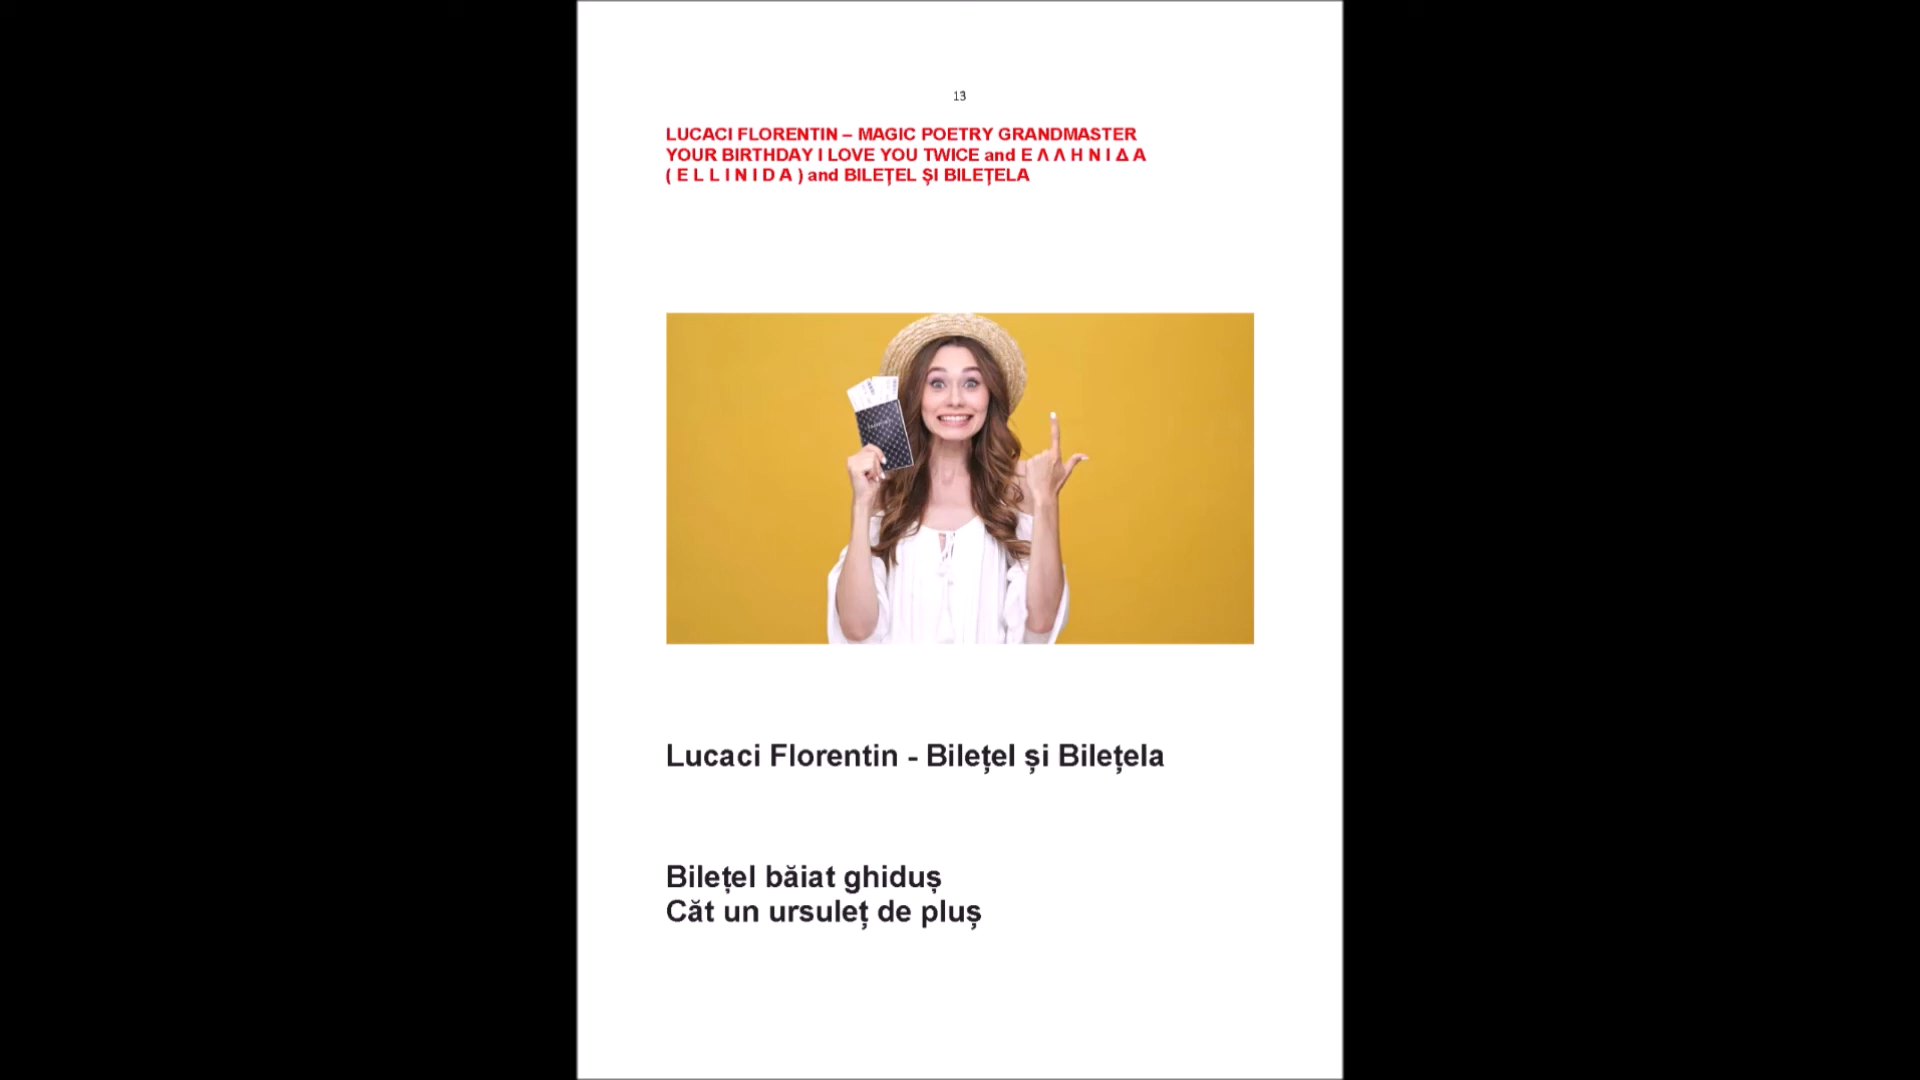 13
LUCACI FLORENTIN – MAGIC POETRY GRANDMASTER
YOUR BIRTHDAY I LOVE YOU TWICE and Ε Λ Λ Η Ν Ι Δ Α
( E L L I N I D A ) and BILEȚEL ȘI BILEȚELA
Lucaci Florentin - Bilețel și Bilețela
Bilețel băiat ghiduș
Căt un ursuleț de pluș